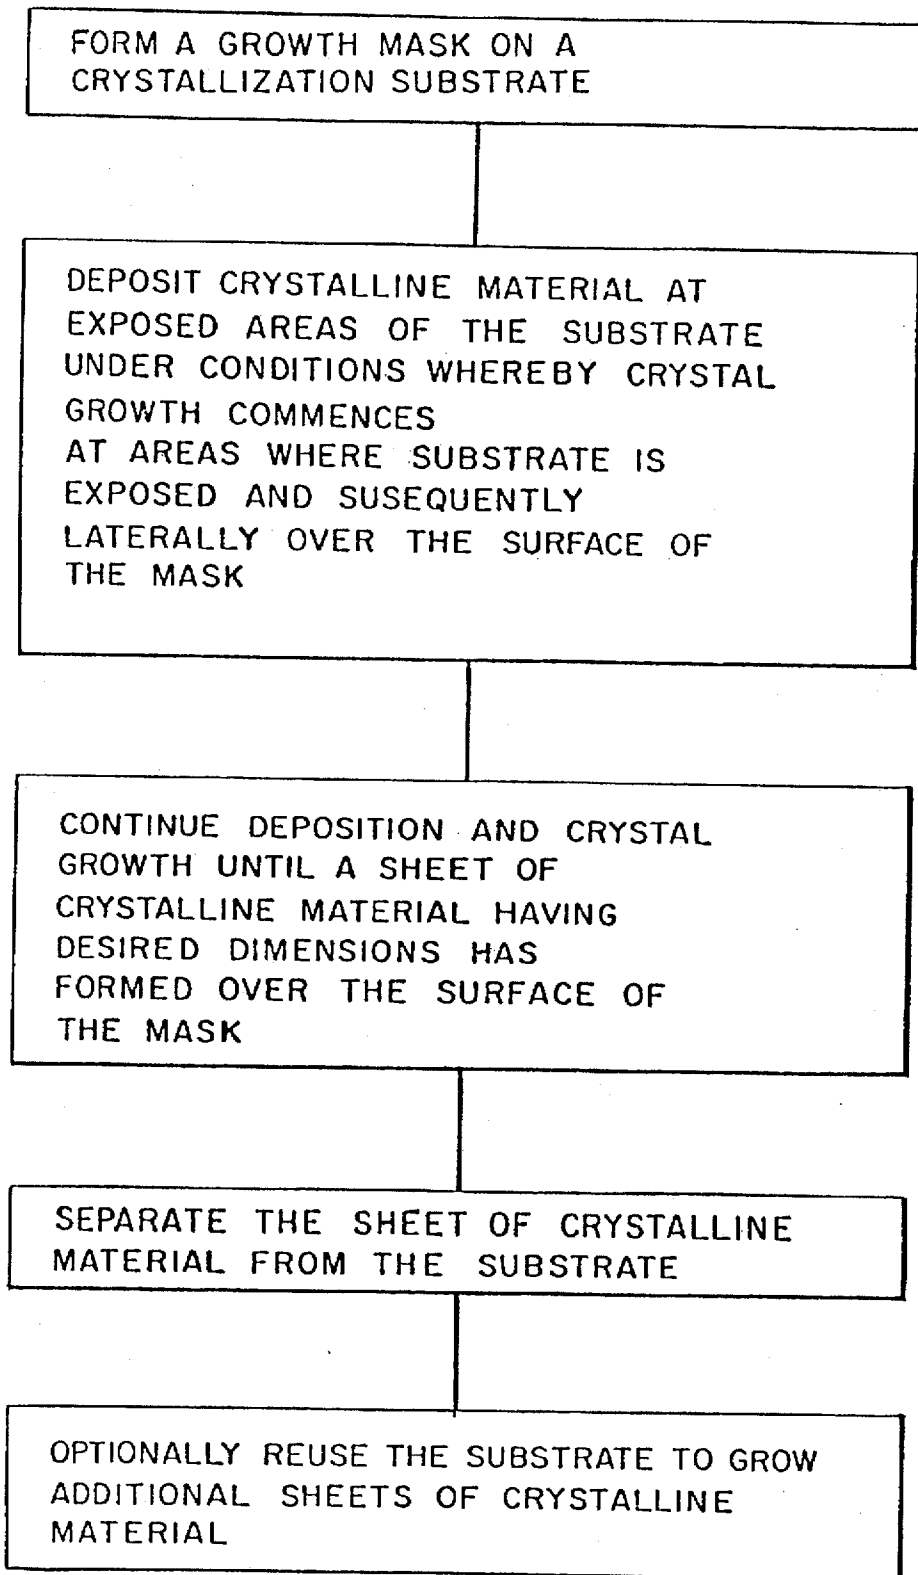 FORM A GROWTH MASK ON A
CRYSTALLIZATION SUBSTRATE
DEPOSIT CRYSTALLINE MATERIAL AT
EXPOSED AREAS OF THE SUBSTRATE
UNDER CONDITIONS WHEREBY CRYSTAL
GROWTH COMMENCES
AT AREAS WHERE SUBSTRATE IS
EXPOSED AND SUSEQUENTLY
LATERALLY OVER THE SURFACE OF
THE MASK
CONTINUE DEPOSITION AND CRYSTAL
GROWTH UNTIL A SHEET OF
CRYSTALLINE MATERIAL HAVING
DESIRED DIMENSIONS HAS
FORMED OVER THE SURFACE OF
THE MASK
SEPARATE THE SHEET OF CRYSTALLINE
MATERIAL FROM THE SUBSTRATE
OPTIONALLY REUSE THE SUBSTRATE TO GROW
ADDITIONAL SHEETS OF CRYSTALLINE
MATERIAL